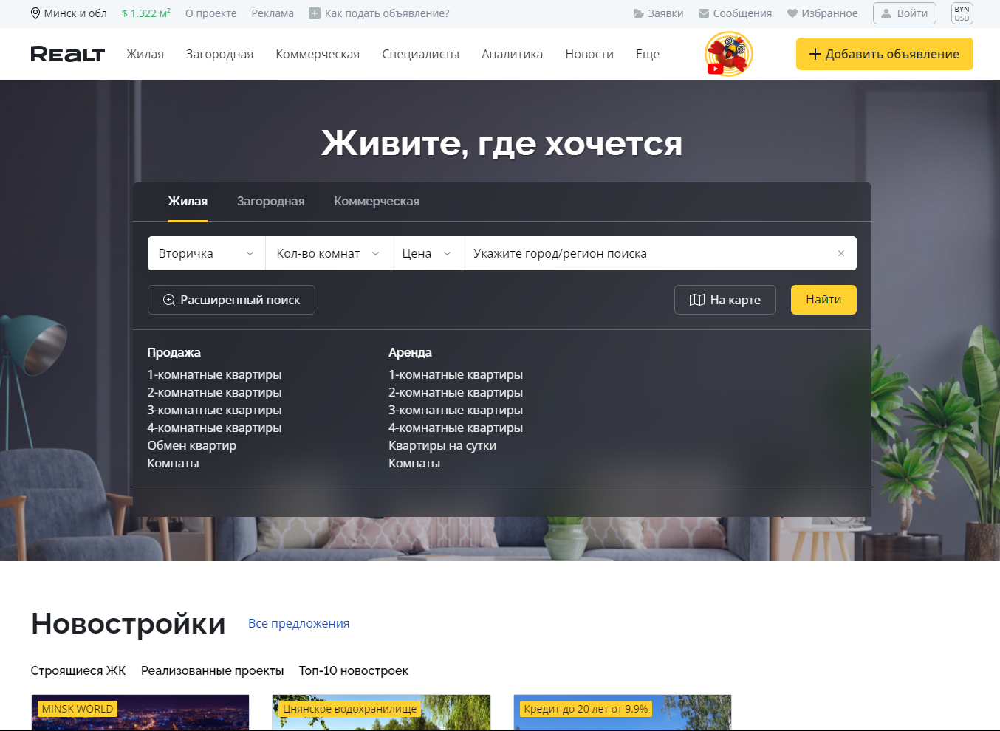 Минск и обл $ 1.322 м² О проекте Реклама Как подать объявление? Заявки Сообщения Избранное Войти BYN
USD
REALT Жилая Загородная Коммерческая Специалисты Аналитика Новости Еще Добавить объявление
Живите, где хочется
Жилая Загородная Коммерческая
Вторичка Кол-во комнат Цена Укажите город/регион поиска
Расширенный поиск На карте Найти
Продажа Аренда
1-комнатные квартиры 1-комнатные квартиры
2-комнатные квартиры 2-комнатные квартиры
3-комнатные квартиры 3-комнатные квартиры
4-комнатные квартиры 4-комнатные квартиры
Обмен квартир Квартиры на сутки
Комнаты Комнаты
Новостройки Все предложения
Строящиеся ЖК Реализованные проекты Топ-10 новостроек
MINSK WORLD Цнянское водохранилище Кредит до 20 лет от 9,9%